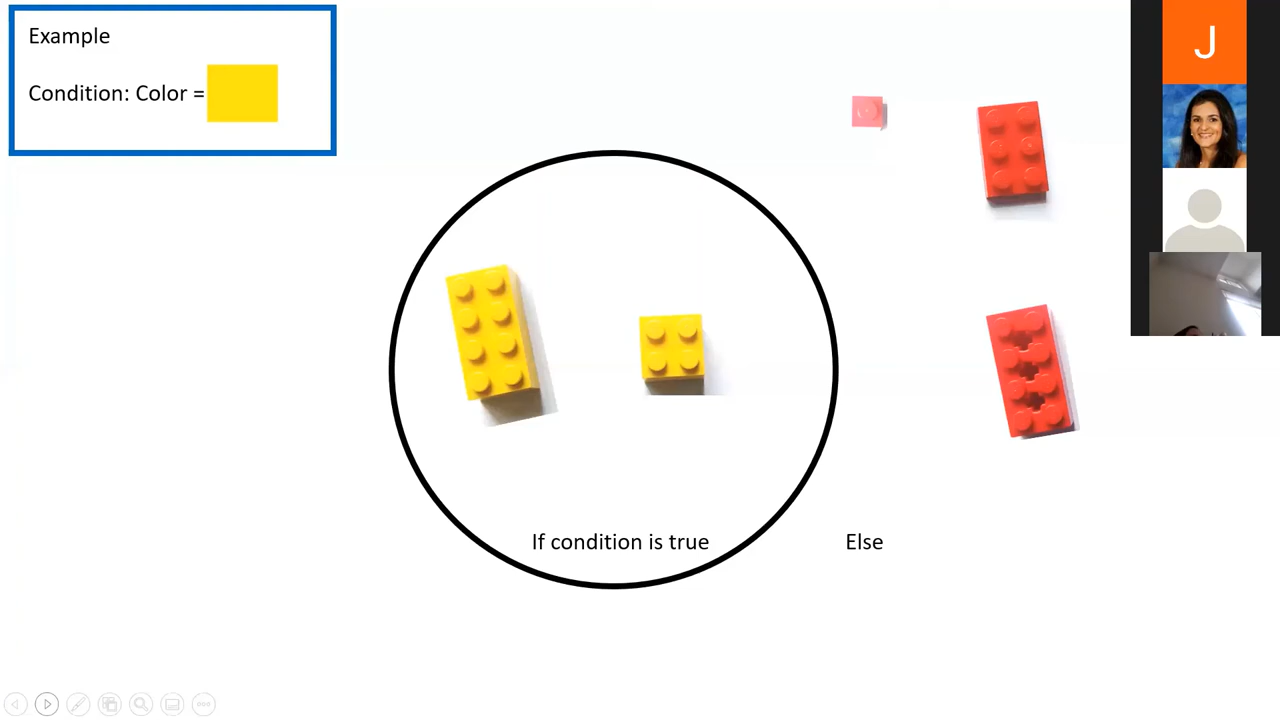 Example
Condition: Color =
If condition is true
Else
J